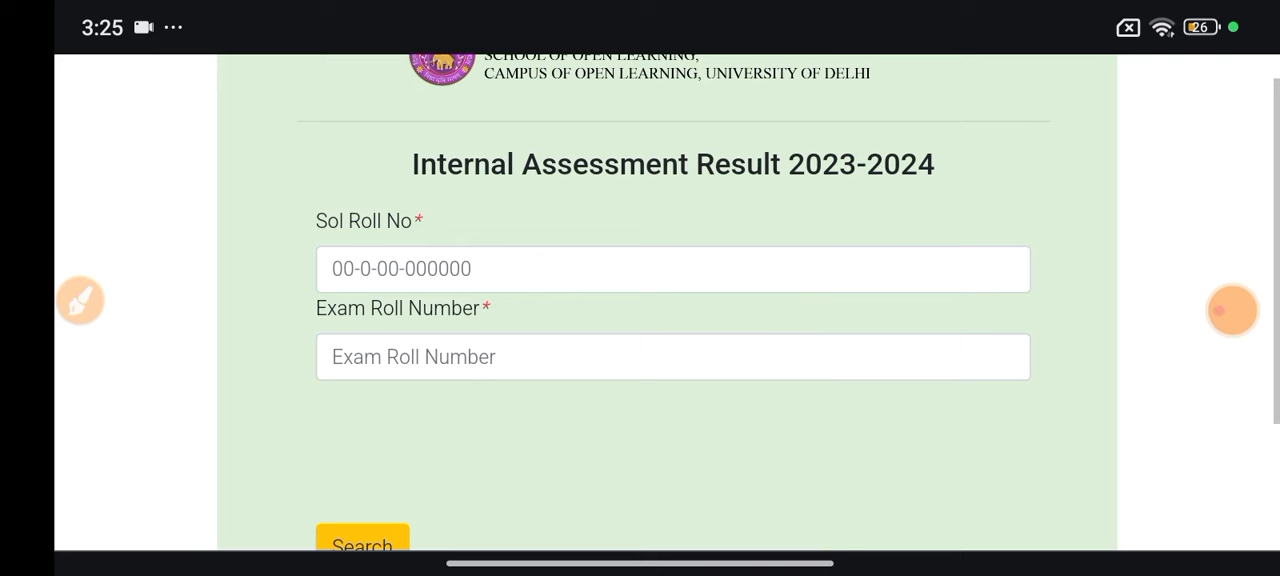 3:25
26
SCHOOL OF OPEN LEARNING,
CAMPUS OF OPEN LEARNING, UNIVERSITY OF DELHI
Internal Assessment Result 2023-2024
Sol Roll No*
00-0-00-000000
Exam Roll Number*
Exam Roll Number
Search